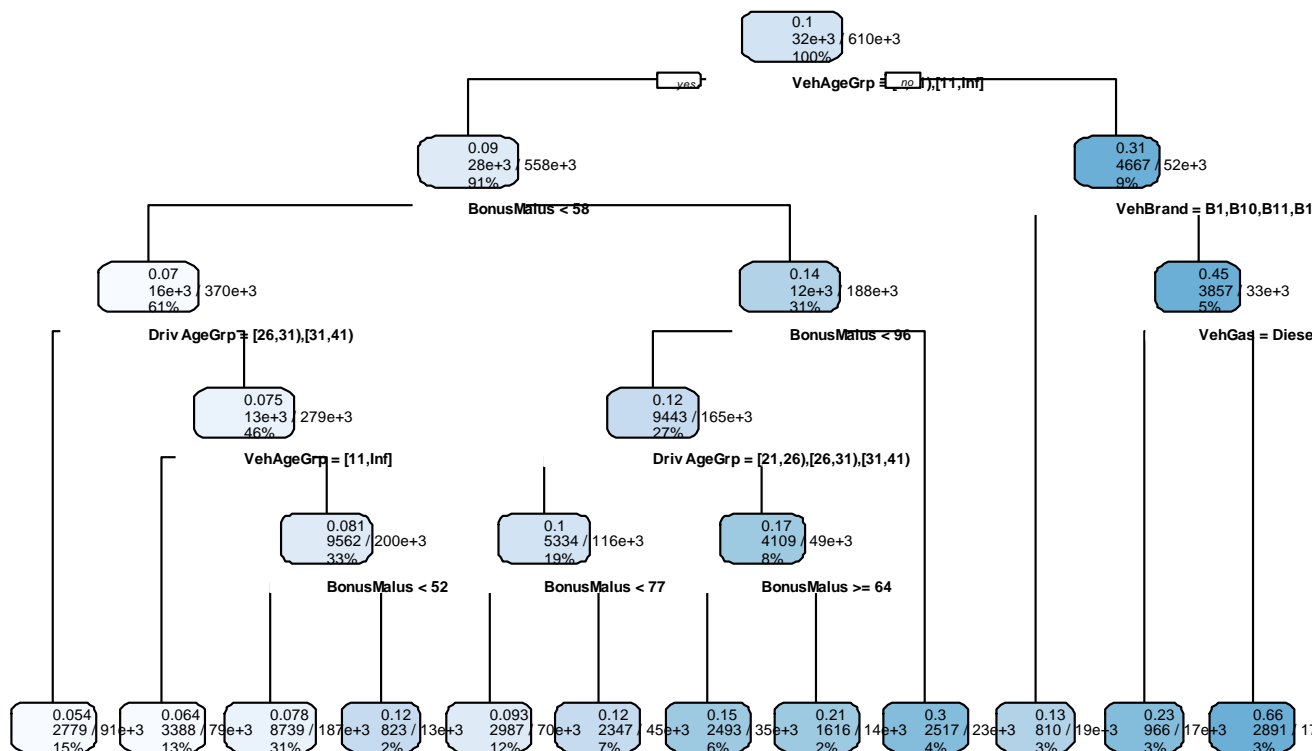 0.1
32e+3 / 610e+3
100%
yes
no
VehAgeGrp = [1,11),[11,Inf]
0.09
28e+3 / 558e+3
91%
0.31
4667 / 52e+3
9%
BonusMalus < 58
VehBrand = B1,B10,B11,B1
0.07
16e+3 / 370e+3
61%
0.14
12e+3 / 188e+3
31%
0.45
3857 / 33e+3
5%
DrivAgeGrp = [26,31),[31,41)
BonusMalus < 96
VehGas = Diese
0.075
13e+3 / 279e+3
46%
0.12
9443 / 165e+3
27%
VehAgeGrp = [11,Inf]
DrivAgeGrp = [21,26),[26,31),[31,41)
0.081
9562 / 200e+3
33%
0.1
5334 / 116e+3
19%
0.17
4109 / 49e+3
8%
BonusMalus < 52
BonusMalus < 77
BonusMalus >= 64
0.054
2779 / 91e+3
15%
0.064
3388 / 79e+3
13%
0.078
8739 / 187e+3
31%
0.12
823 / 13e+3
2%
0.093
2987 / 70e+3
12%
0.12
2347 / 45e+3
7%
0.15
2493 / 35e+3
6%
0.21
1616 / 14e+3
2%
0.3
2517 / 23e+3
4%
0.13
810 / 19e+3
3%
0.23
966 / 17e+3
3%
0.66
2891 / 17
3%